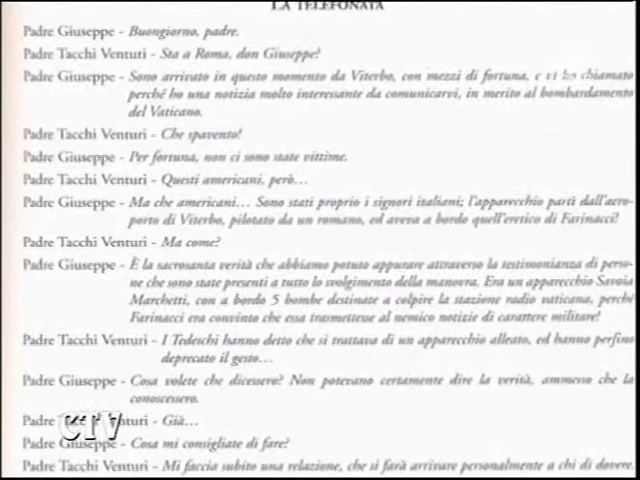 LA TELEFONATA
Padre Giuseppe - Buongiorno, padre.
Padre Tacchi Venturi - Sta a Roma, don Giuseppe?
Padre Giuseppe - Sono arrivato in questo momento da Viterbo, con mezzi di fortuna, e vi ho chiamato
perché ho una notizia molto interessante da comunicarvi, in merito al bombardamento
del Vaticano.
Padre Tacchi Venturi - Che spavento!
Padre Giuseppe - Per fortuna, non ci sono state vittime.
Padre Tacchi Venturi - Questi americani, però...
Padre Giuseppe - Ma che americani... Sono stati proprio i signori italiani; l'apparecchio partì dall'aero-
porto di Viterbo, pilotato da un romano, ed aveva a bordo quell'eretico di Farinacci!
Padre Tacchi Venturi - Ma come?
Padre Giuseppe - È la sacrosanta verità che abbiamo potuto appurare attraverso la testimonianza di perso-
ne che sono state presenti a tutto lo svolgimento della manovra. Era un apparecchio Savoia
Marchetti, con a bordo 5 bombe destinate a colpire la stazione radio vaticana, perché
Farinacci era convinto che essa trasmettesse al nemico notizie di carattere militare!
Padre Tacchi Venturi - I Tedeschi hanno detto che si trattava di un apparecchio alleato, ed hanno perfino
deprecato il gesto...
Padre Giuseppe - Cosa volete che dicessero? Non potevano certamente dire la verità, ammesso che la
conoscessero.
Padre Tacchi Venturi - Già...
Padre Giuseppe - Cosa mi consigliate di fare?
Padre Tacchi Venturi - Mi faccia subito una relazione, che si farà arrivare personalmente a chi di dovere.
CTV